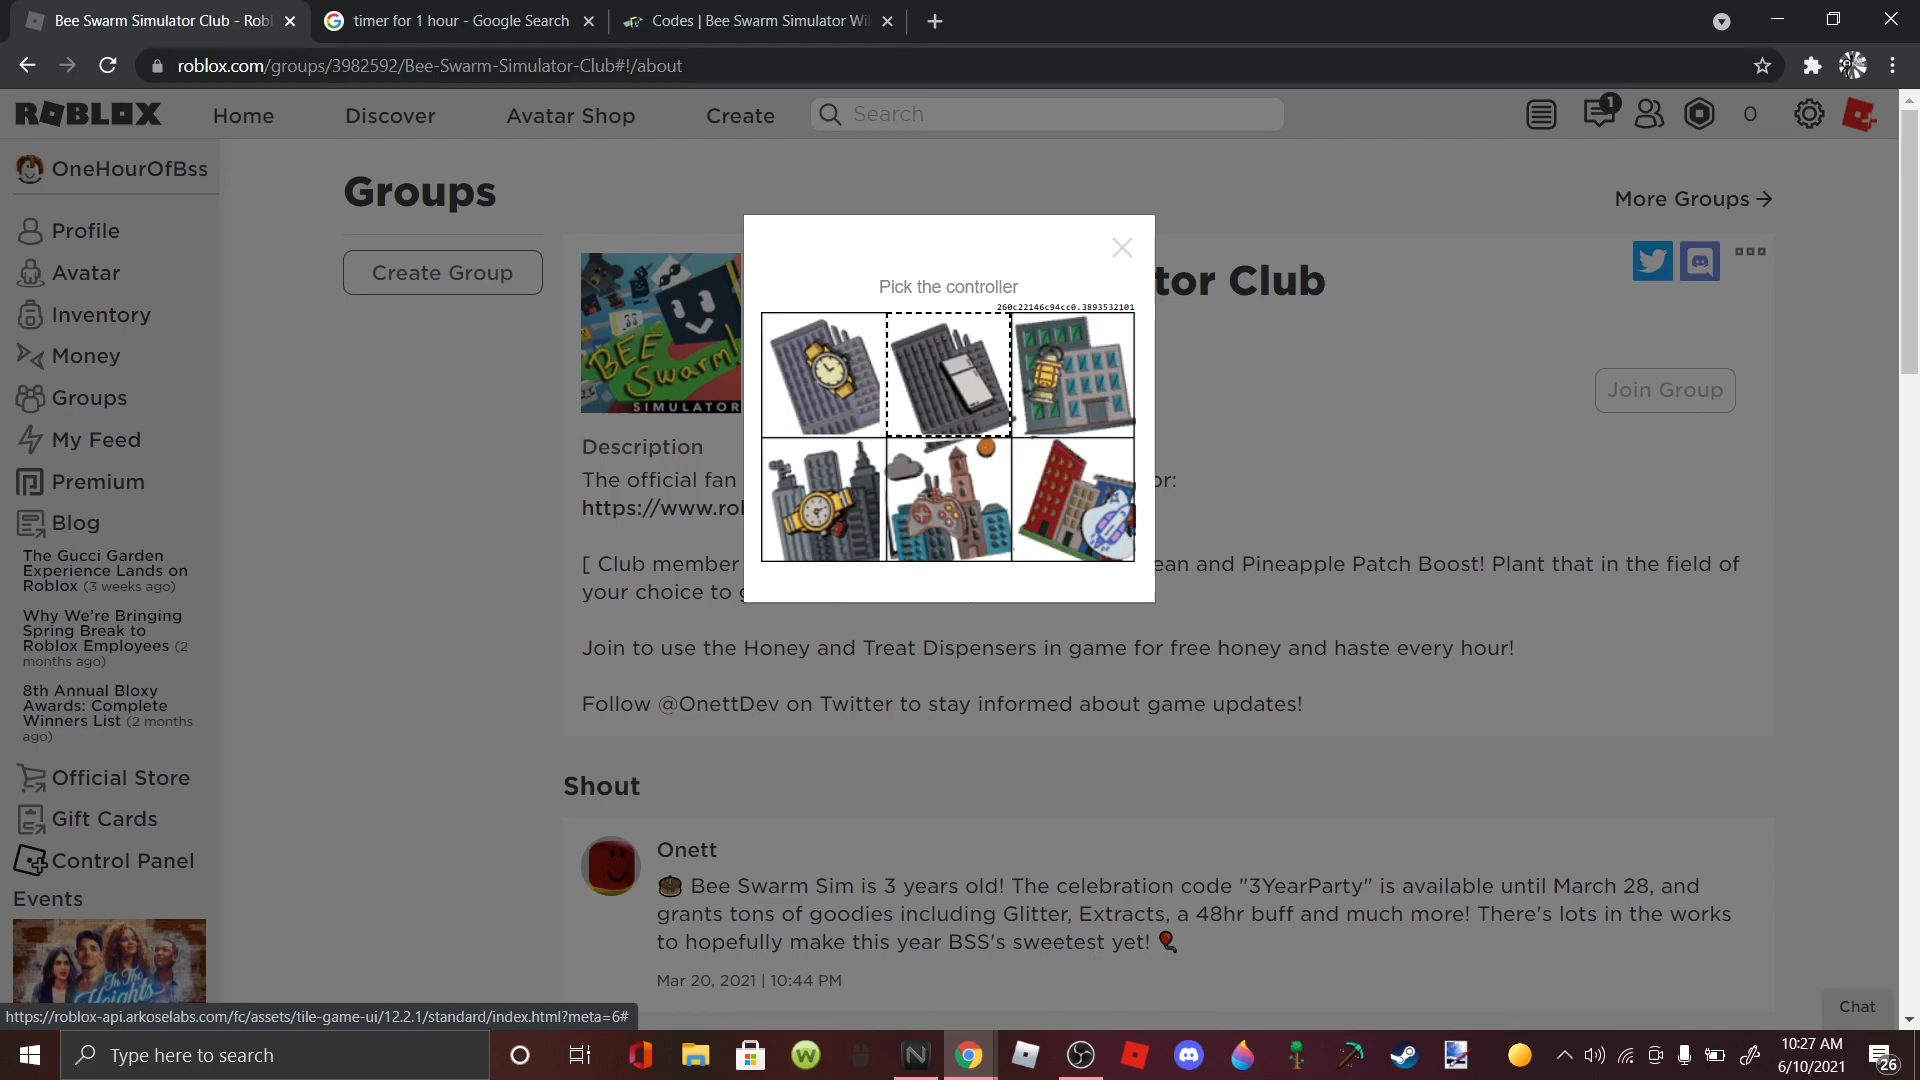 Bee Swarm Simulator Club - Robl
timer for 1 hour - Google Search
Codes | Bee Swarm Simulator Wi
roblox.com/groups/3982592/Bee-Swarm-Simulator-Club#!/about
ROBLOX
Home
Discover
Avatar Shop
Create
Search
1
0
OneHourOfBss
Profile
Avatar
Inventory
Money
Groups
My Feed
Premium
Blog
The Gucci Garden
Experience Lands on
Roblox (3 weeks ago)
Why We're Bringing
Spring Break to
Roblox Employees (2
months ago)
8th Annual Bloxy
Awards: Complete
Winners List (2 months
ago)
Official Store
Gift Cards
Control Panel
Events
In The
Heights
Groups
More Groups →
Create Group
BEE
Swarm!
SIMULATOR
tor Club
Join Group
Pick the controller
260c22146c94cc0.3893532101
Description
The official fan
or:
https://www.rol
[ Club member
ean and Pineapple Patch Boost! Plant that in the field of
your choice to g
Join to use the Honey and Treat Dispensers in game for free honey and haste every hour!
Follow @OnettDev on Twitter to stay informed about game updates!
Shout
Onett
Bee Swarm Sim is 3 years old! The celebration code "3YearParty" is available until March 28, and
grants tons of goodies including Glitter, Extracts, a 48hr buff and much more! There's lots in the works
to hopefully make this year BSS's sweetest yet!
Mar 20, 2021 | 10:44 PM
Chat
https://roblox-api.arkoselabs.com/fc/assets/tile-game-ui/12.2.1/standard/index.html?meta=6#
Type here to search
10:27 AM
6/10/2021
26